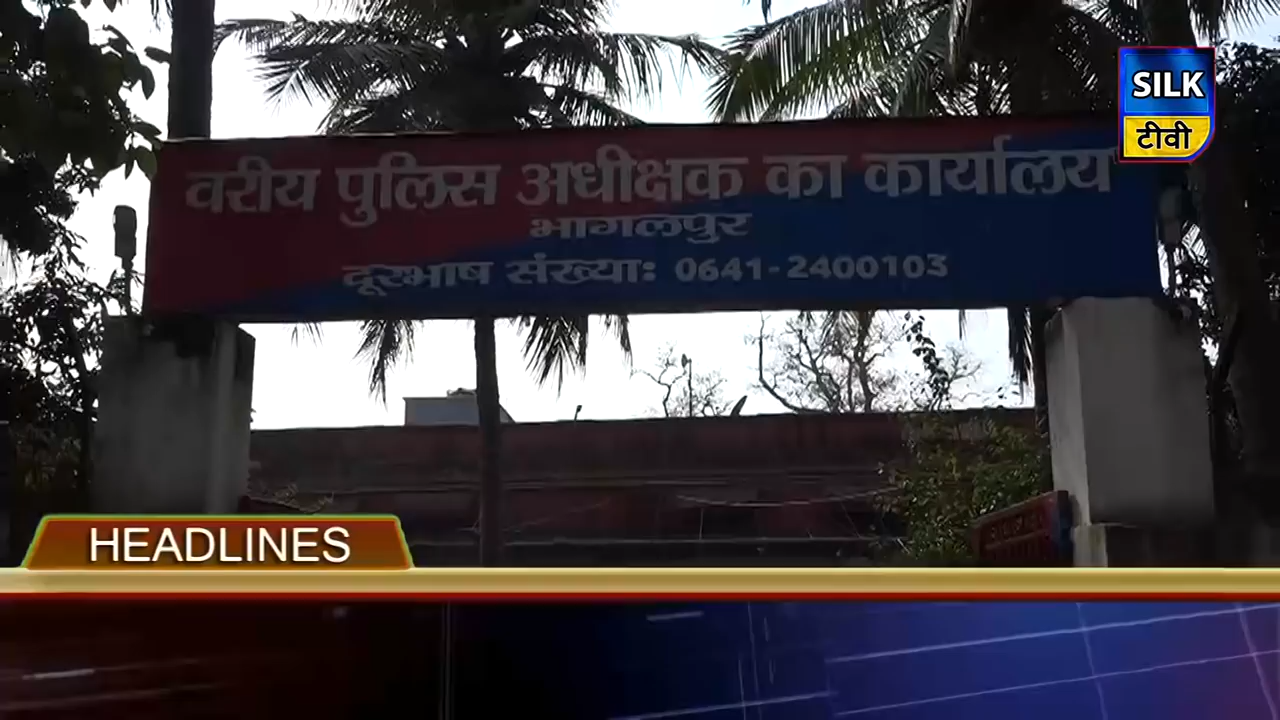 SILK
टीवी
वरीय पुलिस अधीक्षक का कार्यालय
भागलपुर
दूरभाष संख्याः 0641-2400103
HEADLINES